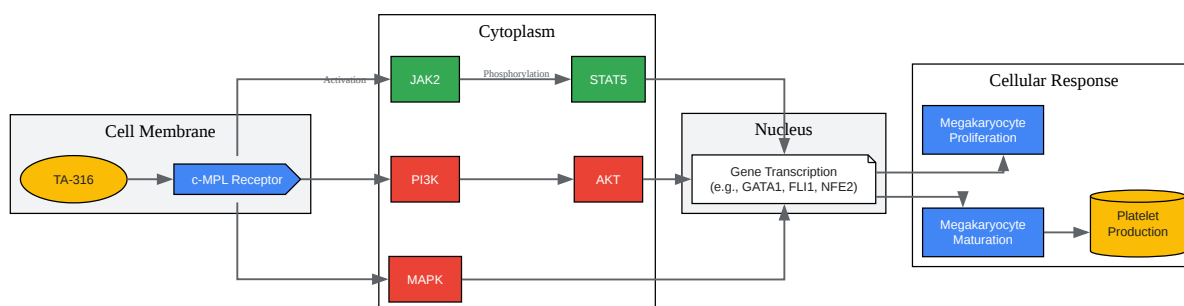 Cell Membrane
TA-316
c-MPL Receptor
Activation
Cytoplasm
JAK2
Phosphorylation
STAT5
PI3K
AKT
MAPK
Nucleus
Gene Transcription
(e.g., GATA1, FLI1, NFE2)
Cellular Response
Megakaryocyte
Proliferation
Megakaryocyte
Maturation
Platelet
Production